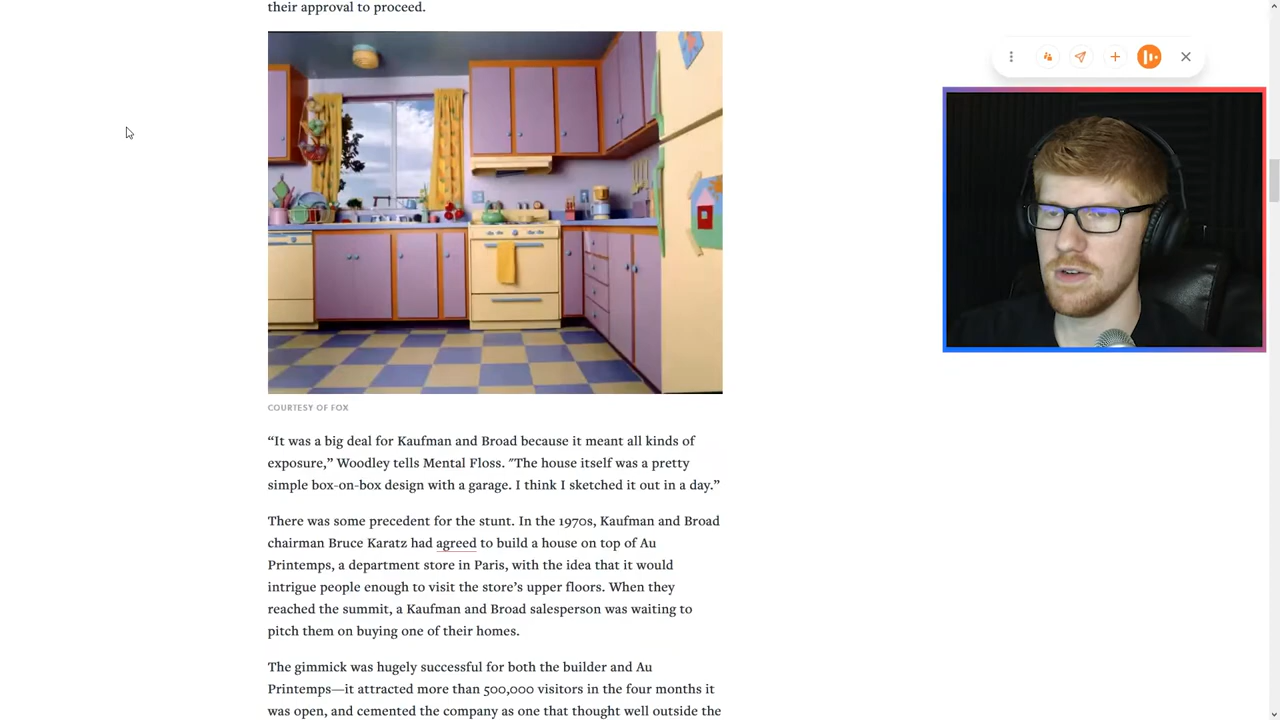 their approval to proceed.
COURTESY OF FOX
“It was a big deal for Kaufman and Broad because it meant all kinds of
exposure,” Woodley tells Mental Floss. "The house itself was a pretty
simple box-on-box design with a garage. I think I sketched it out in a day.”
There was some precedent for the stunt. In the 1970s, Kaufman and Broad
chairman Bruce Karatz had agreed to build a house on top of Au
Printemps, a department store in Paris, with the idea that it would
intrigue people enough to visit the store’s upper floors. When they
reached the summit, a Kaufman and Broad salesperson was waiting to
pitch them on buying one of their homes.
The gimmick was hugely successful for both the builder and Au
Printemps—it attracted more than 500,000 visitors in the four months it
was open, and cemented the company as one that thought well outside the